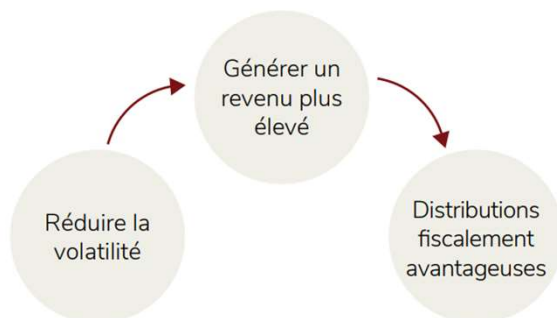 Générer un
revenu plus
élevé
Réduire la
volatilité
Distributions
fiscalement
avantageuses